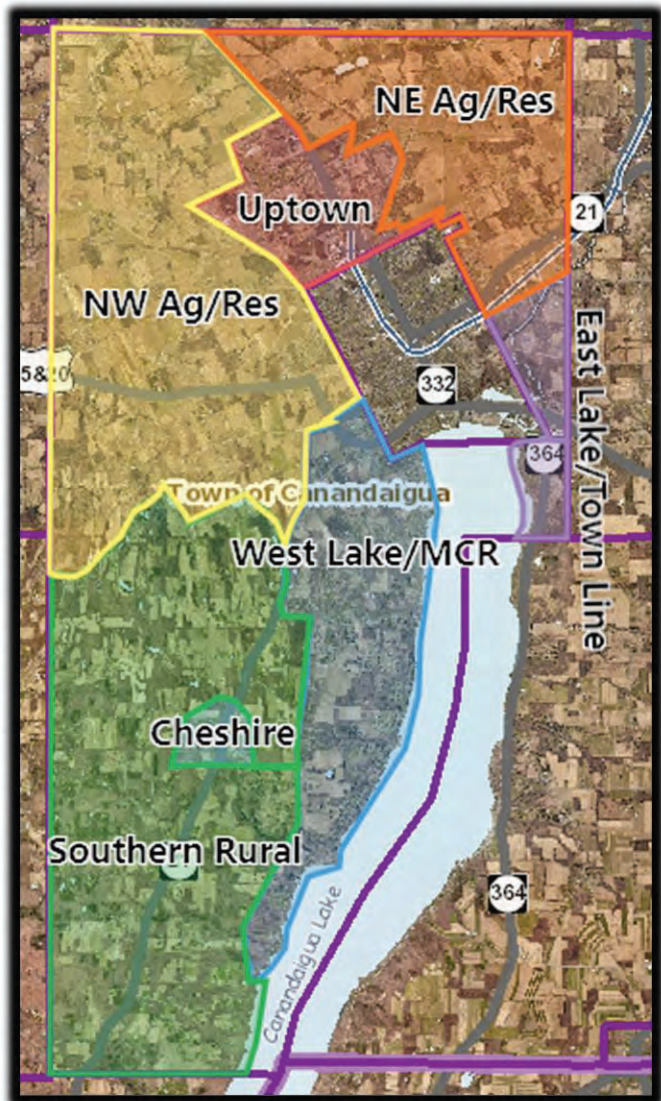 NE Ag/Res
Uptown
21
NW Ag/Res
5&20
332
East Lake/Town Line
364
Town of Canandaigua
West Lake/MCR
Cheshire
Southern Rural
364
Canandaigua Lake